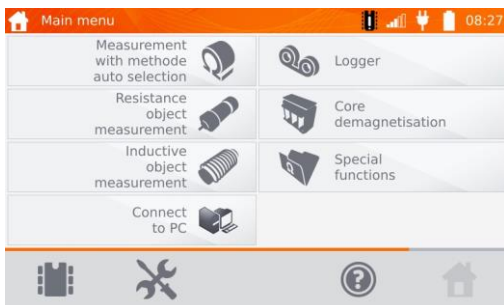 Main menu
08:27
Measurement
with methode
auto selection
Logger
Resistance
object
measurement
Core
demagnetisation
Inductive
object
measurement
Special
functions
Connect
to PC